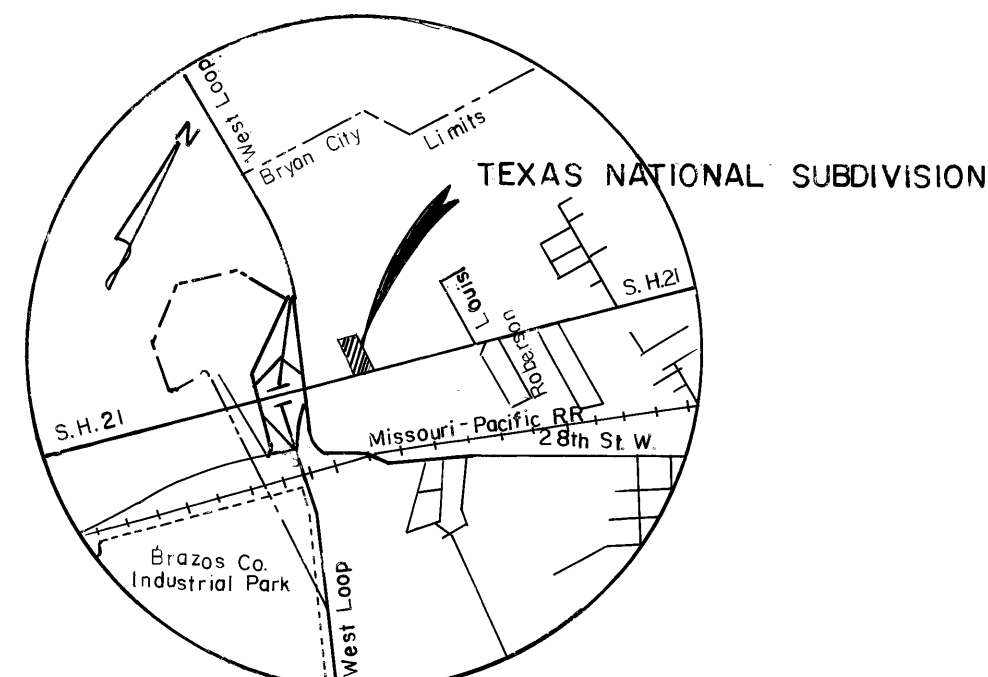 West Loop
N
Bryan City Limits
TEXAS NATIONAL SUBDIVISION
S. H. 21
Louis
Roberson
S. H. 21
Missouri-Pacific RR
28th St. W.
Brazos Co.
Industrial Park
West Loop